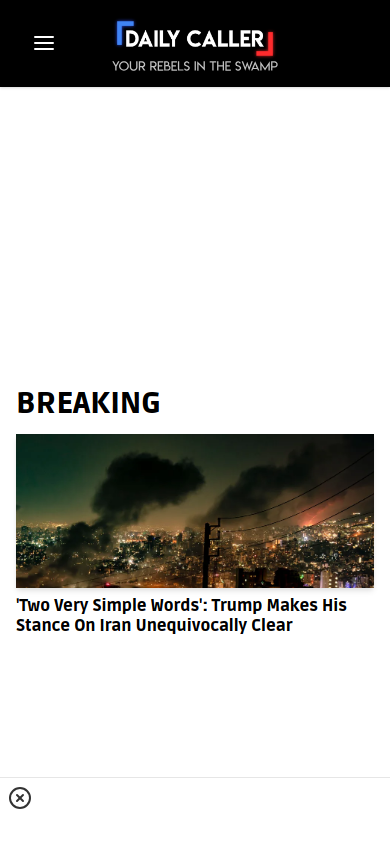 DAILY CALLER
YOUR REBELS IN THE SWAMP
BREAKING
'Two Very Simple Words': Trump Makes His
Stance On Iran Unequivocally Clear